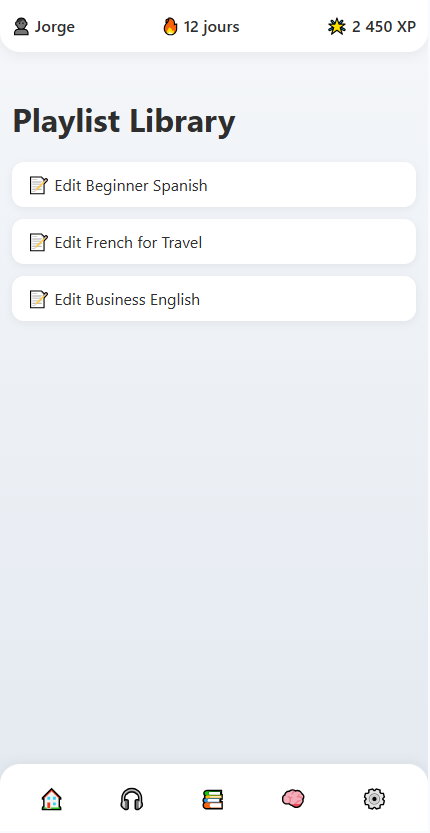 Jorge
12 jours
2 450 XP
Playlist Library
Edit Beginner Spanish
Edit French for Travel
Edit Business English